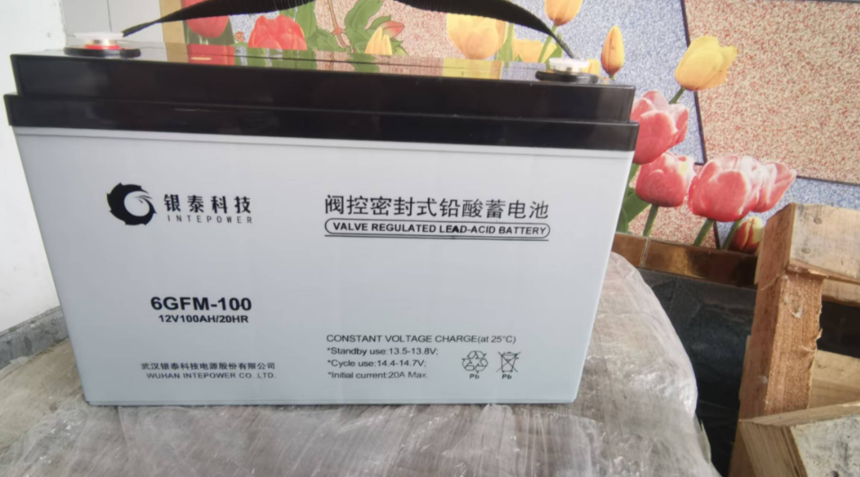 银泰科技
INTEPOWER
阀控密封式铅酸蓄电池
VALVE REGULATED LEAD-ACID BATTERY
6GFM-100
12V100AH/20HR
武汉银泰科技电源股份有限公司
WUHAN INTEPOWER CO.,LTD.
CONSTANT VOLTAGE CHARGE(at 25°C)
*Standby use:13.5-13.8V;
*Cycle use:14.4-14.7V;
*Initial current:20A Max.
Pb Pb